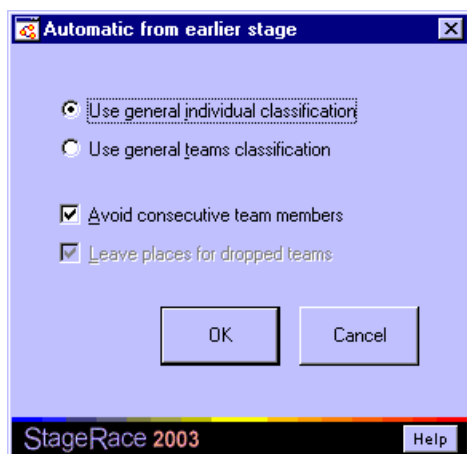 Automatic from earlier stage
Use general individual classification
Use general teams classification
Avoid consecutive team members
Leave places for dropped teams
OK Cancel
StageRace 2003 Help